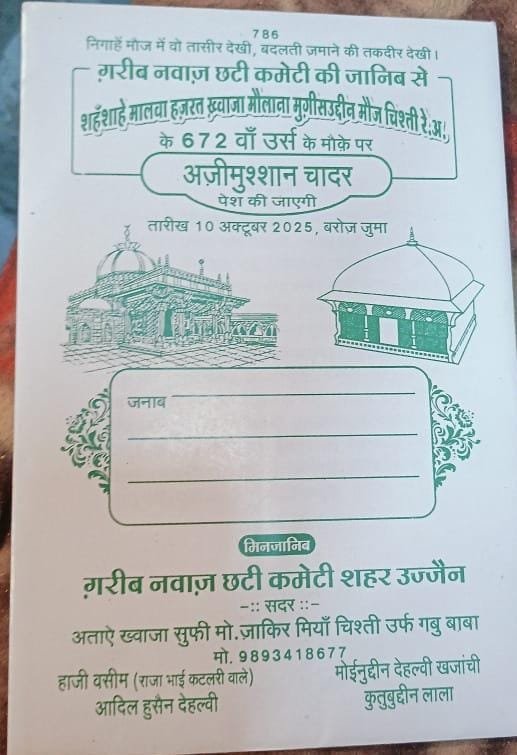 786
निगाहें मौज में वो तासीर देखी, बदलती ज़माने की तकदीर देखी।
ग़रीब नवाज़ छटी कमेटी की जानिब से
शहँशाहे मालवा हज़रत ख़्वाजा मौलाना मुग़ीसउद्दीन मौज चिश्ती रे.अ.
के 672 वाँ उर्स के मौक़े पर
अज़ीमुश्शान चादर
पेश की जाएगी
तारीख 10 अक्टूबर 2025, बरोज़ जुमा
जनाब
मिनजानिब
ग़रीब नवाज़ छटी कमेटी शहर उज्जैन
-:: सदर ::-
अताऐ ख्वाजा सुफी मो.ज़ाकिर मियाँ चिश्ती उर्फ गबु बाबा
मो. 9893418677
हाजी वसीम (राजा भाई कटलरी वाले)
मोईनुद्दीन देहल्वी खजांची
आदिल हुसैन देहल्वी
कुतुबुद्दीन लाला